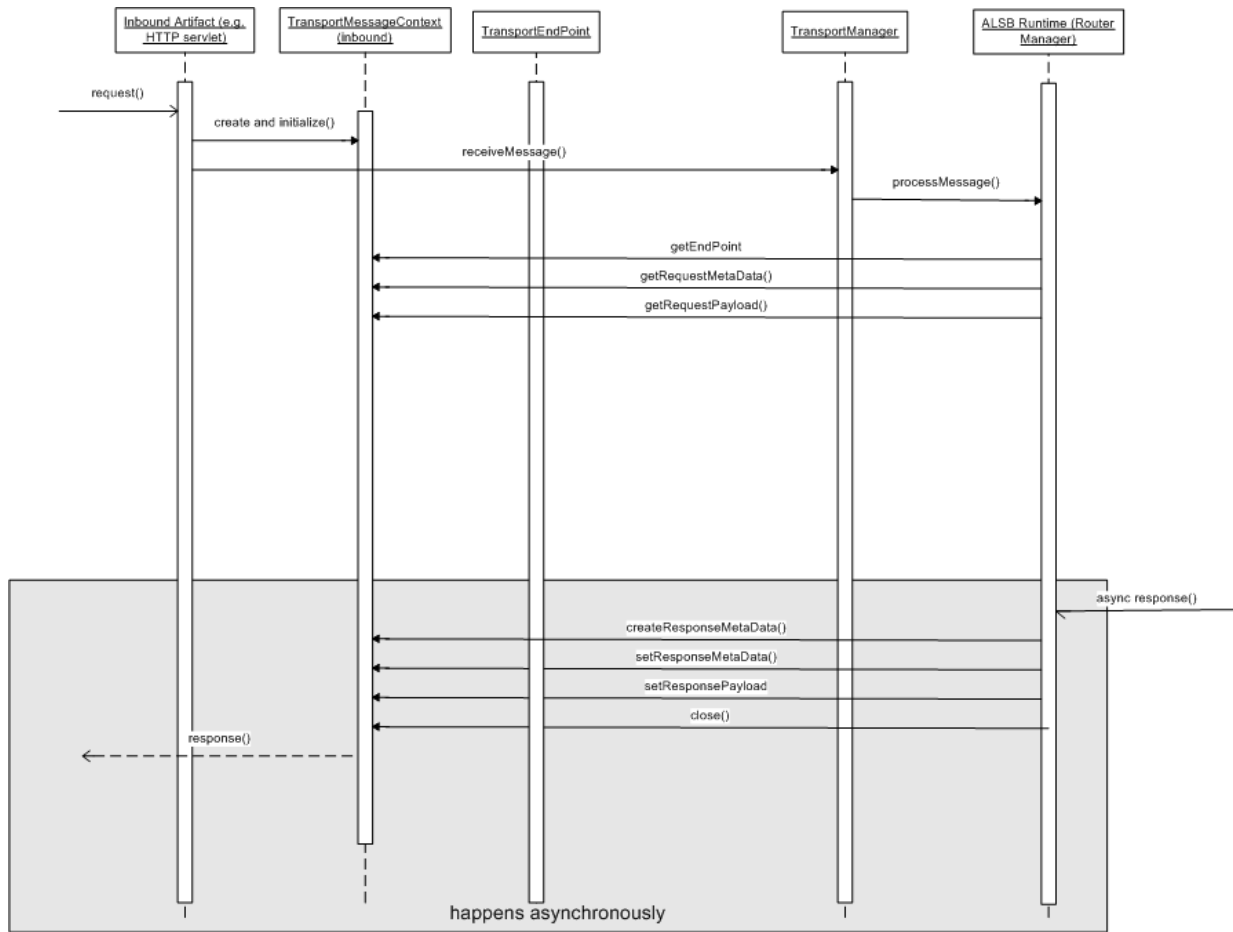 Inbound Artifact (e.g.
HTTP servlet)
TransportMessageContext
(inbound)
TransportEndPoint
TransportManager
ALSB Runtime (Router
Manager)
request()
create and initialize()
receiveMessage()
processMessage()
getEndPoint
getRequestMetaData()
getRequestPayload()
async response()
createResponseMetaData()
setResponseMetaData()
setResponsePayload
close()
response()
happens asynchronously